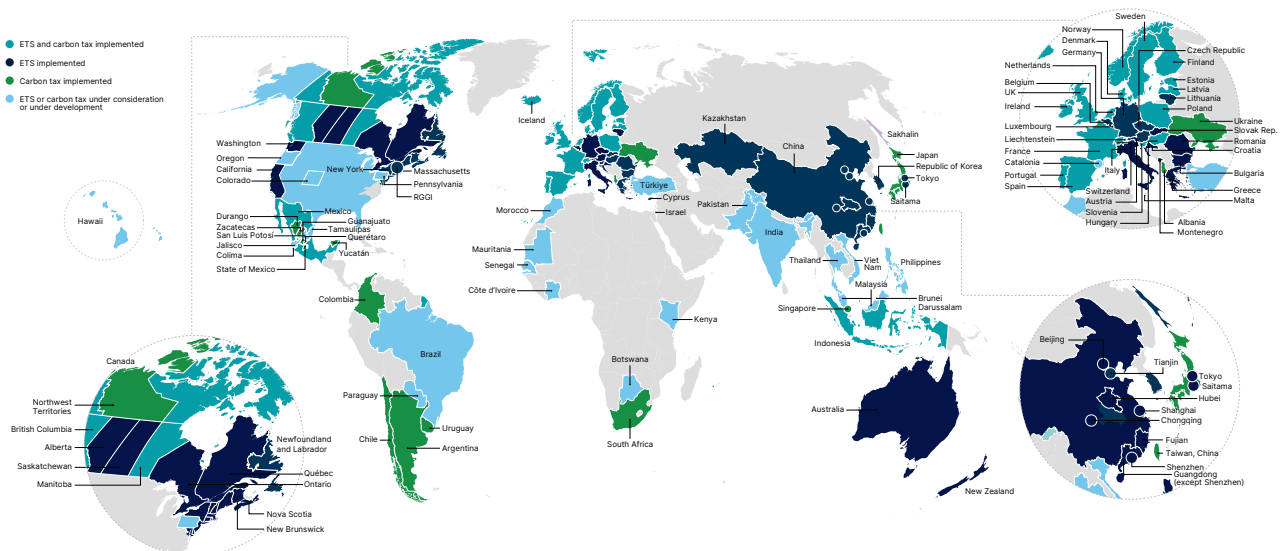 ETS and carbon tax implemented
ETS implemented
Carbon tax implemented
ETS or carbon tax under consideration
or under development
Hawaii
Washington
Oregon
California
Colorado
New York
Massachusetts
Pennsylvania
RGGI
Durango
Zacatecas
San Luis Potosí
Jalisco
Colima
State of Mexico
Mexico
Guanajuato
Tamaulipas
Querétaro
Yucatán
Colombia
Brazil
Paraguay
Chile
Uruguay
Argentina
Iceland
Morocco
Mauritania
Senegal
Côte d'Ivoire
Türkiye
Cyprus
Israel
Kenya
Botswana
South Africa
Kazakhstan
China
Pakistan
India
Thailand
Viet
Nam
Philippines
Malaysia
Brunei
Darussalam
Singapore
Indonesia
Sakhalin
Japan
Republic of Korea
Tokyo
Saitama
Australia
New Zealand
Canada
Northwest
Territories
British Columbia
Alberta
Saskatchewan
Manitoba
Newfoundland
and Labrador
Québec
Ontario
Nova Scotia
New Brunswick
Sweden
Norway
Denmark
Germany
Netherlands
Belgium
UK
Ireland
Luxembourg
Liechtenstein
France
Catalonia
Portugal
Spain
Italy
Switzerland
Austria
Slovenia
Hungary
Czech Republic
Finland
Estonia
Latvia
Lithuania
Poland
Ukraine
Slovak Rep.
Romania
Croatia
Bulgaria
Greece
Malta
Albania
Montenegro
Beijing
Tianjin
Tokyo
Saitama
Hubei
Shanghai
Chongqing
Fujian
Taiwan, China
Shenzhen
Guangdong
(except Shenzhen)